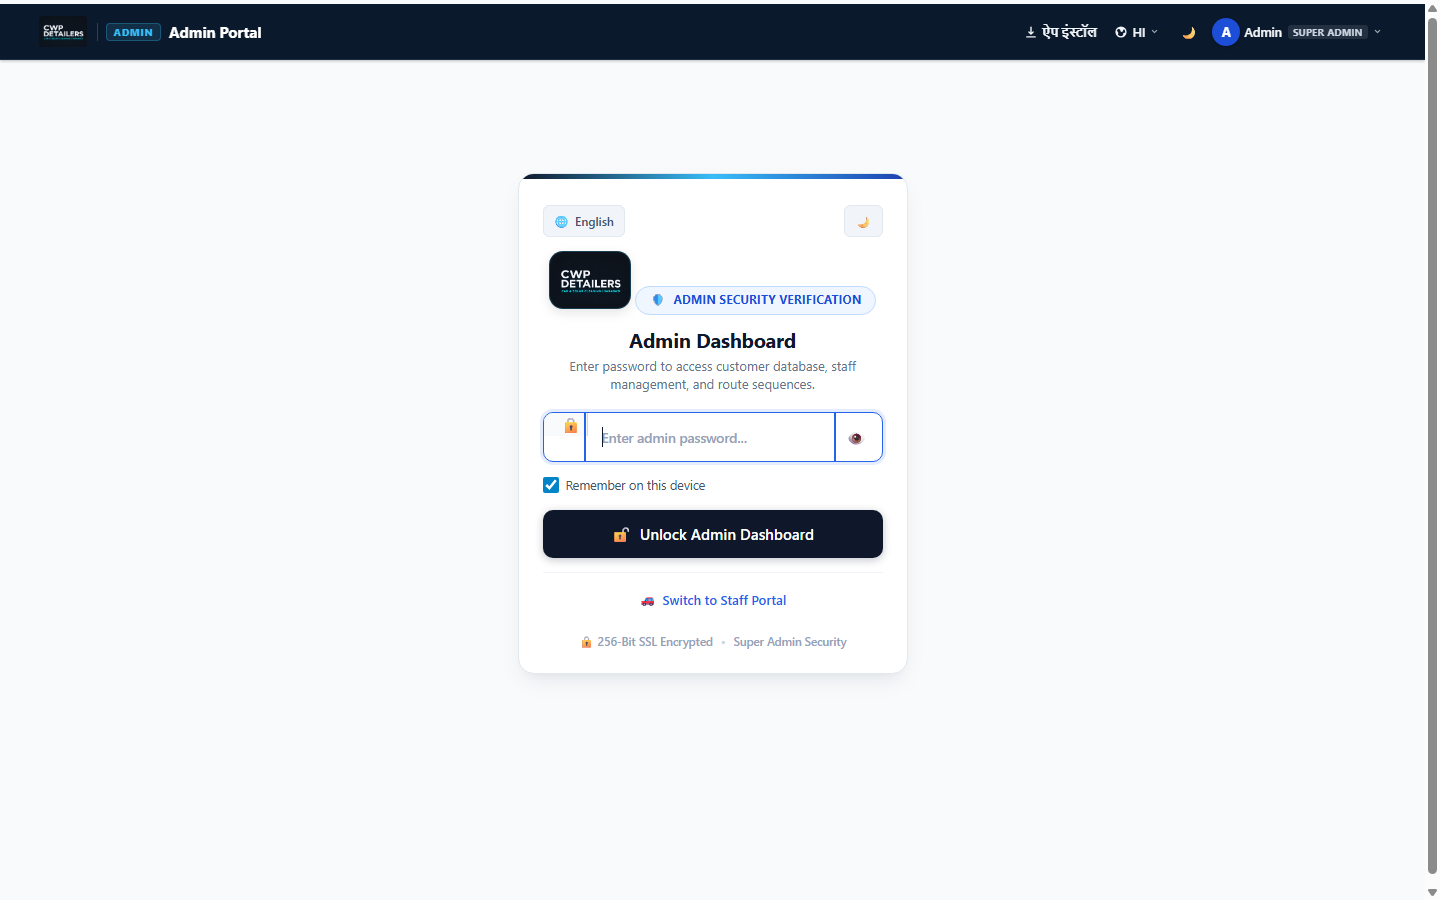 CWP DETAILERS ADMIN Admin Portal ऐप इंस्टॉल HI A Admin SUPER ADMIN
English
CWP
DETAILERS
ADMIN SECURITY VERIFICATION
Admin Dashboard
Enter password to access customer database, staff
management, and route sequences.
Enter admin password...
Remember on this device
Unlock Admin Dashboard
Switch to Staff Portal
256-Bit SSL Encrypted • Super Admin Security